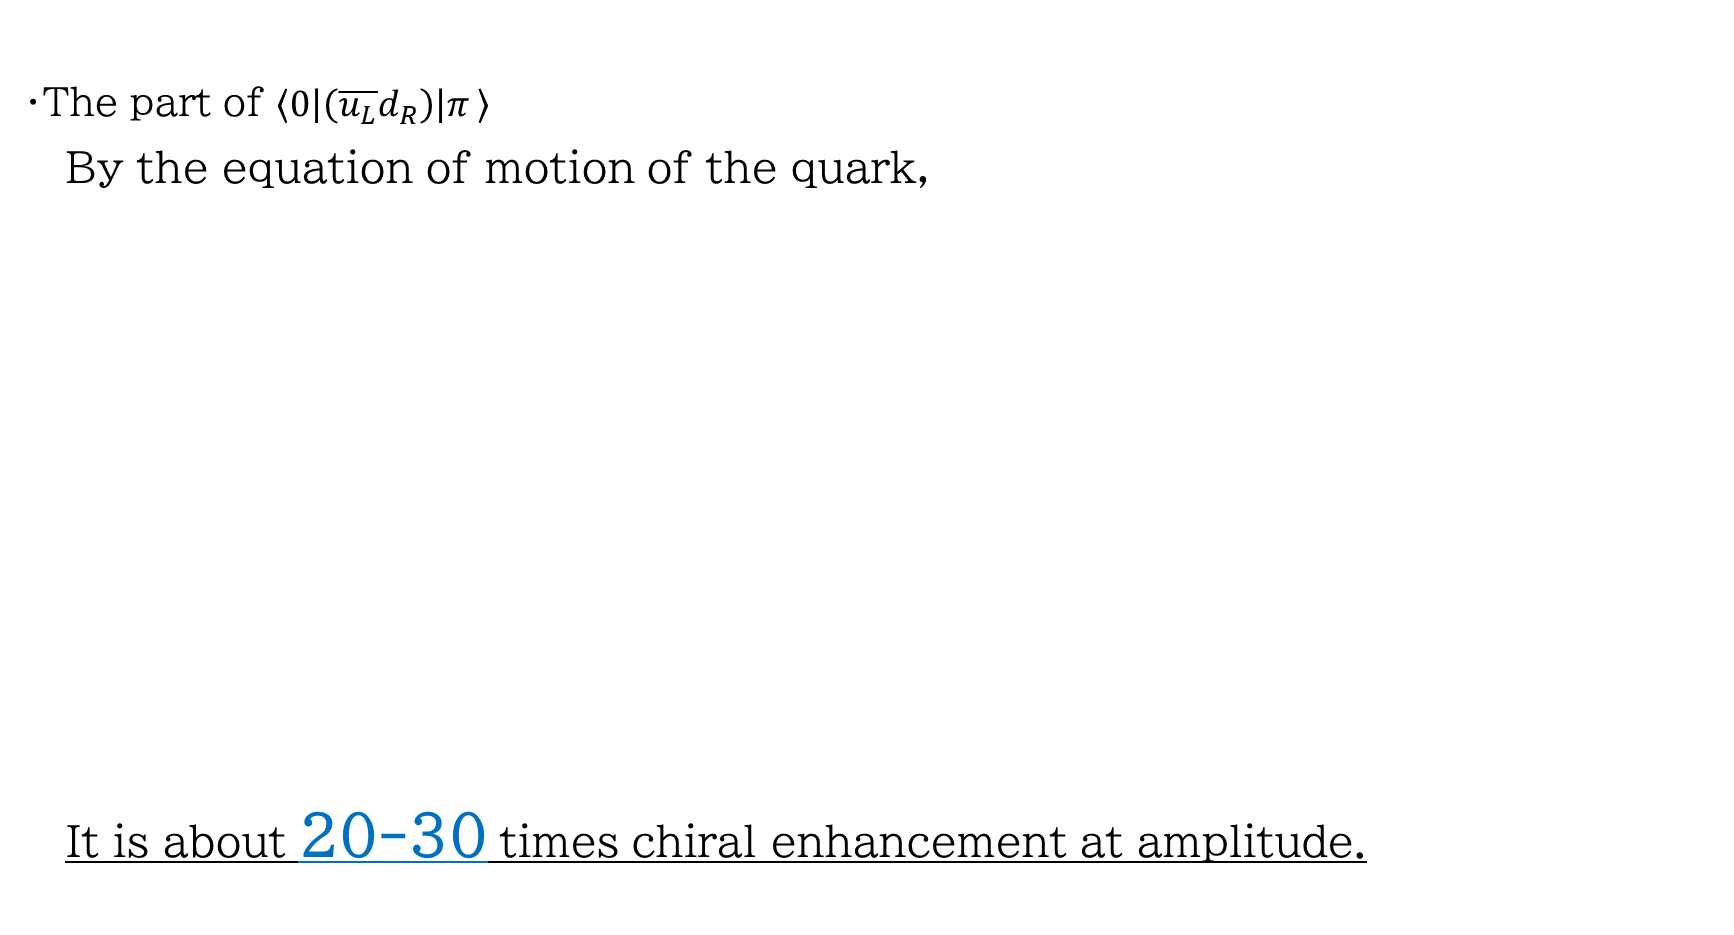 ·The part of ⟨0|(u̅_L d_R)|π⟩
By the equation of motion of the quark,
It is about 20-30 times chiral enhancement at amplitude.